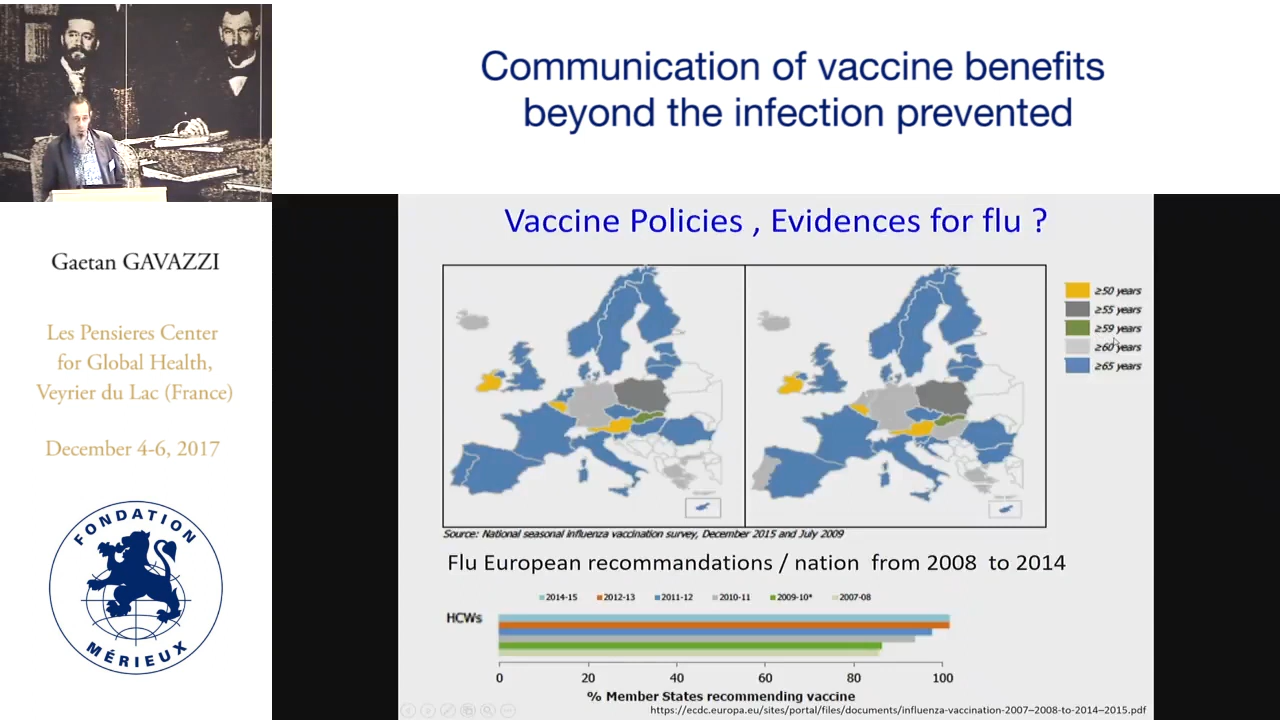 Communication of vaccine benefits
beyond the infection prevented
Gaetan GAVAZZI
Les Pensieres Center
for Global Health,
Veyrier du Lac (France)
December 4-6, 2017
FONDATION
MÉRIEUX
Vaccine Policies , Evidences for flu ?
≥50 years
≥55 years
≥59 years
≥60 years
≥65 years
Source: National seasonal influenza vaccination survey, December 2015 and July 2009
Flu European recommandations / nation from 2008 to 2014
2014-15 2012-13 2011-12 2010-11 2009-10* 2007-08
HCWs
0 20 40 60 80 100
% Member States recommending vaccine
https://ecdc.europa.eu/sites/portal/files/documents/influenza-vaccination-2007–2008-to-2014–2015.pdf